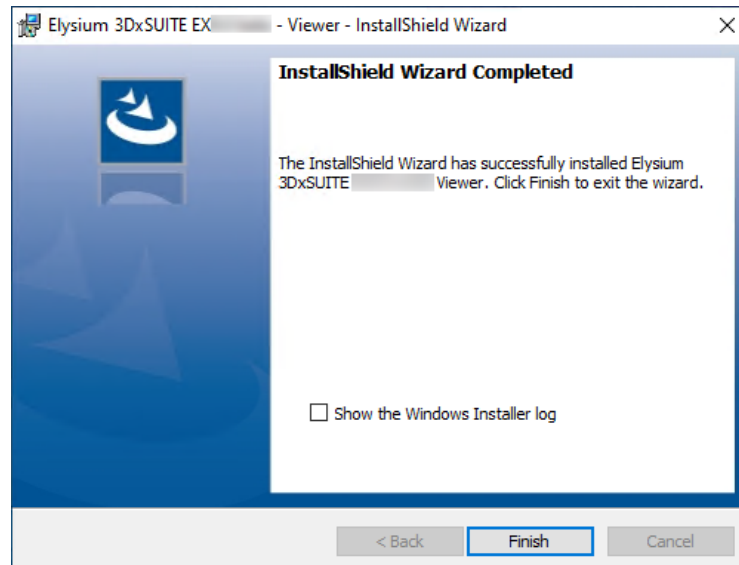 Elysium 3DxSUITE EX - Viewer - InstallShield Wizard
InstallShield Wizard Completed
The InstallShield Wizard has successfully installed Elysium
3DxSUITE Viewer. Click Finish to exit the wizard.
Show the Windows Installer log
< Back
Finish
Cancel